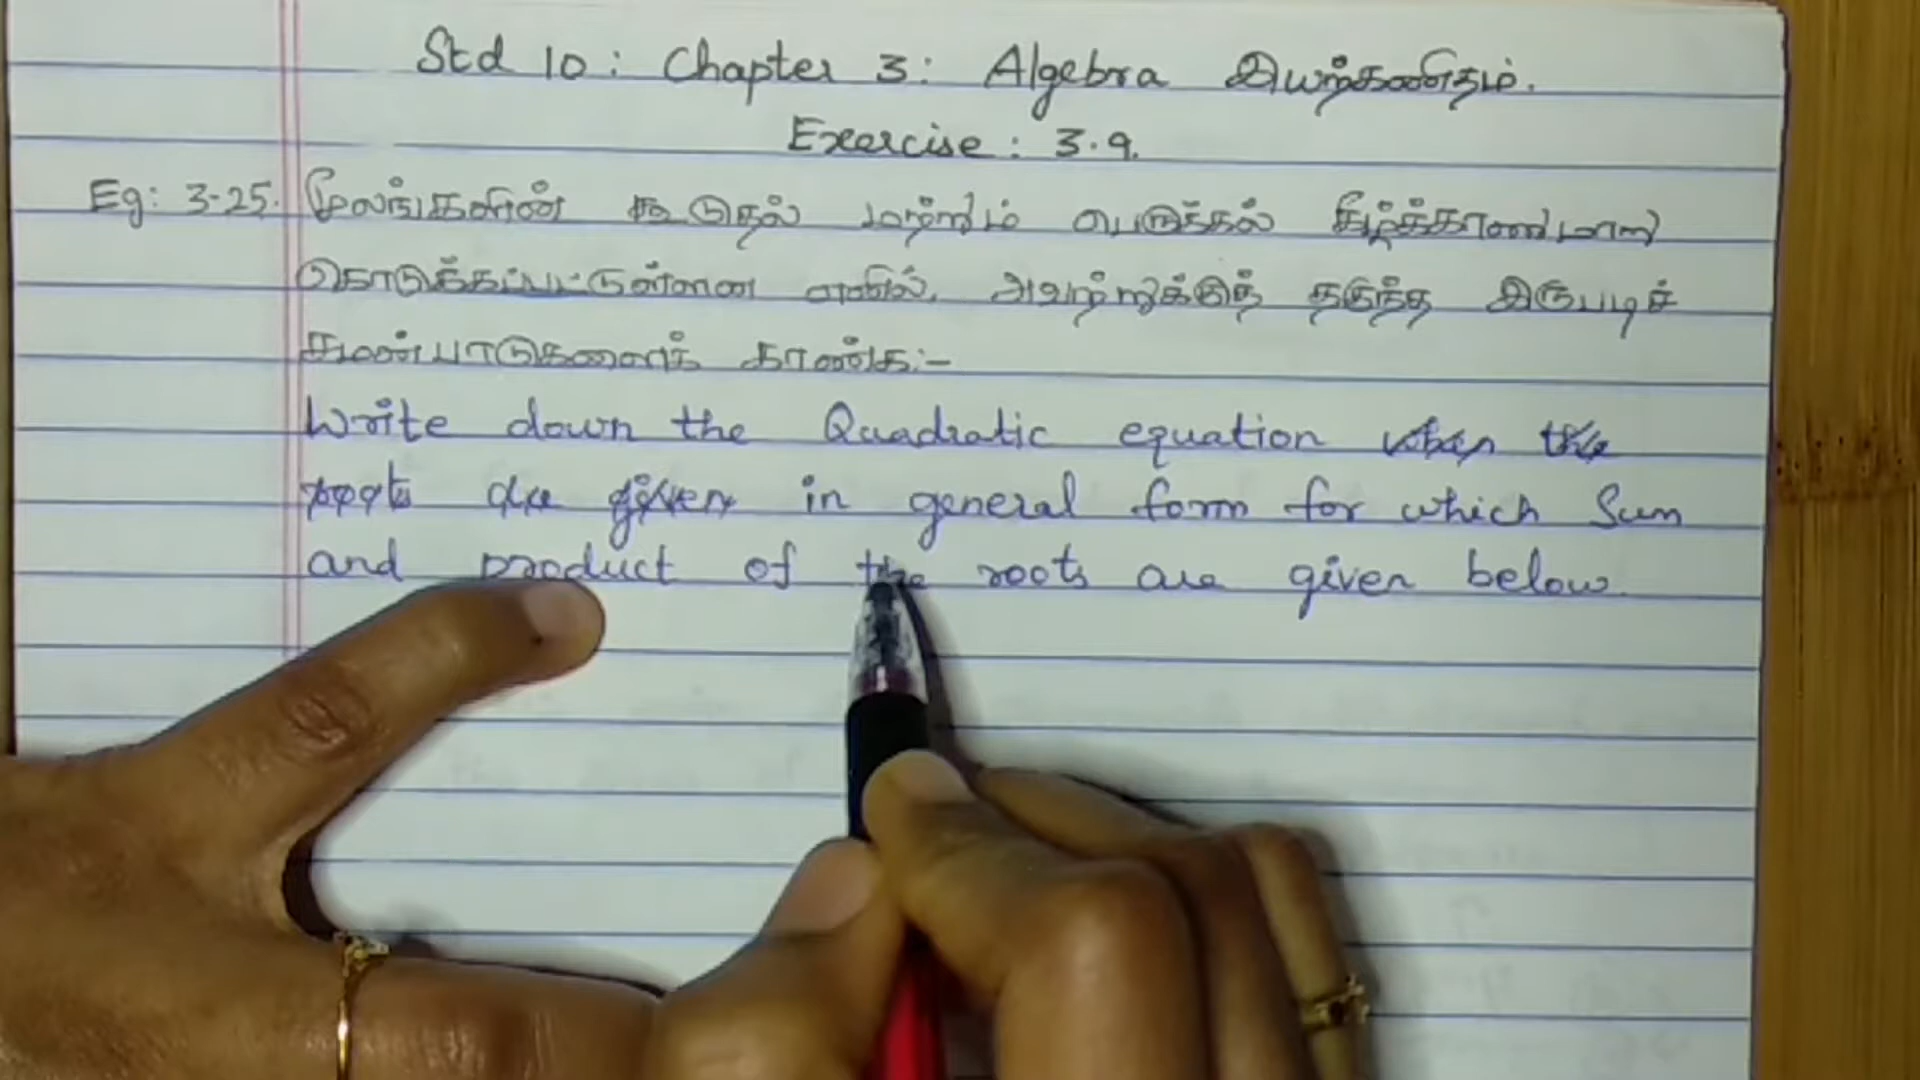 Std 10 : Chapter 3 : Algebra இயற்கணிதம்.
Exercise : 3.9.
Eg: 3-25. மூலங்களின் கூடுதல் மற்றும் பெருக்கல் கீழ்க்காணுமாறு
கொடுக்கப்பட்டுள்ளன எனில், அவற்றுக்குத் தகுந்த இருபடிச்
சமன்பாடுகளைக் காண்க:-
Write down the Quadratic equation when the
roots are given in general form for which Sum
and product of the roots are given below.